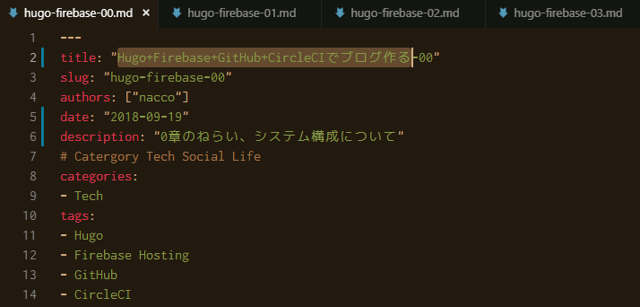 hugo-firebase-00.md × hugo-firebase-01.md hugo-firebase-02.md hugo-firebase-03.md
1 ---
2 title: "Hugo+Firebase+GitHub+CircleCIでブログ作る-00"
3 slug: "hugo-firebase-00"
4 authors: ["nacco"]
5 date: "2018-09-19"
6 description: "0章のねらい、システム構成について"
7 # Catergory Tech Social Life
8 categories:
9 - Tech
10 tags:
11 - Hugo
12 - Firebase Hosting
13 - GitHub
14 - CircleCI